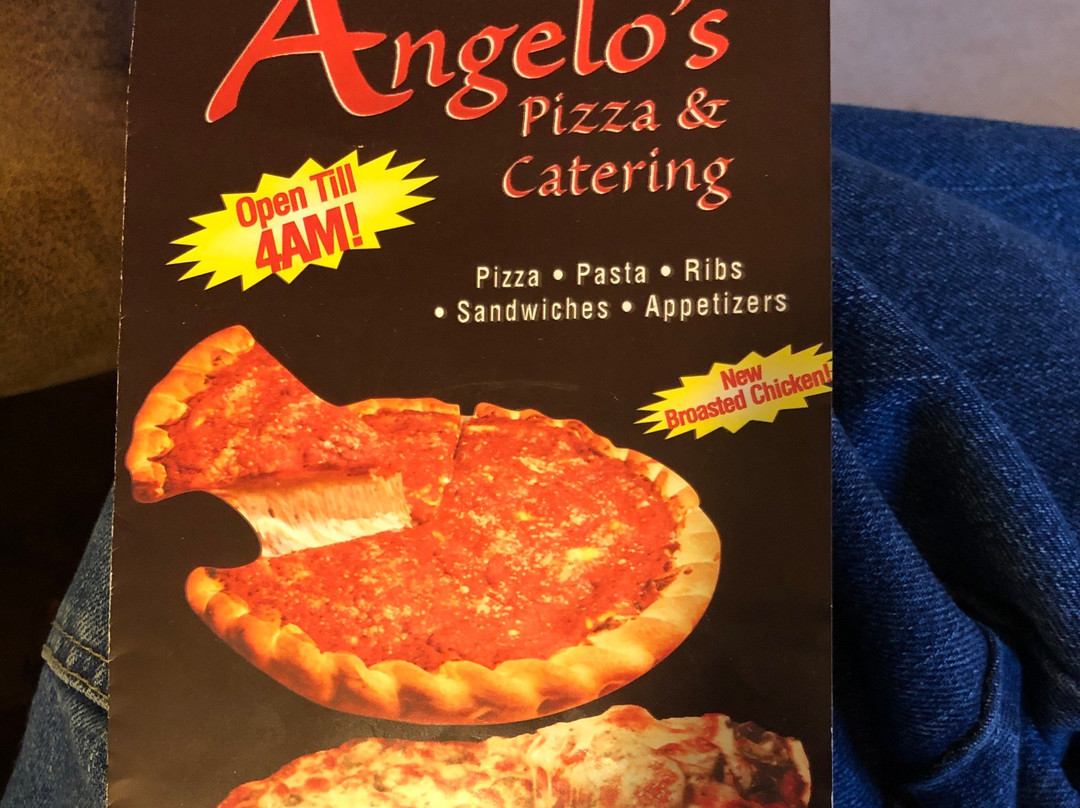 Angelo's
Pizza &
Catering
Open Till
4AM!
Pizza • Pasta • Ribs
• Sandwiches • Appetizers
New
Broasted Chicken!